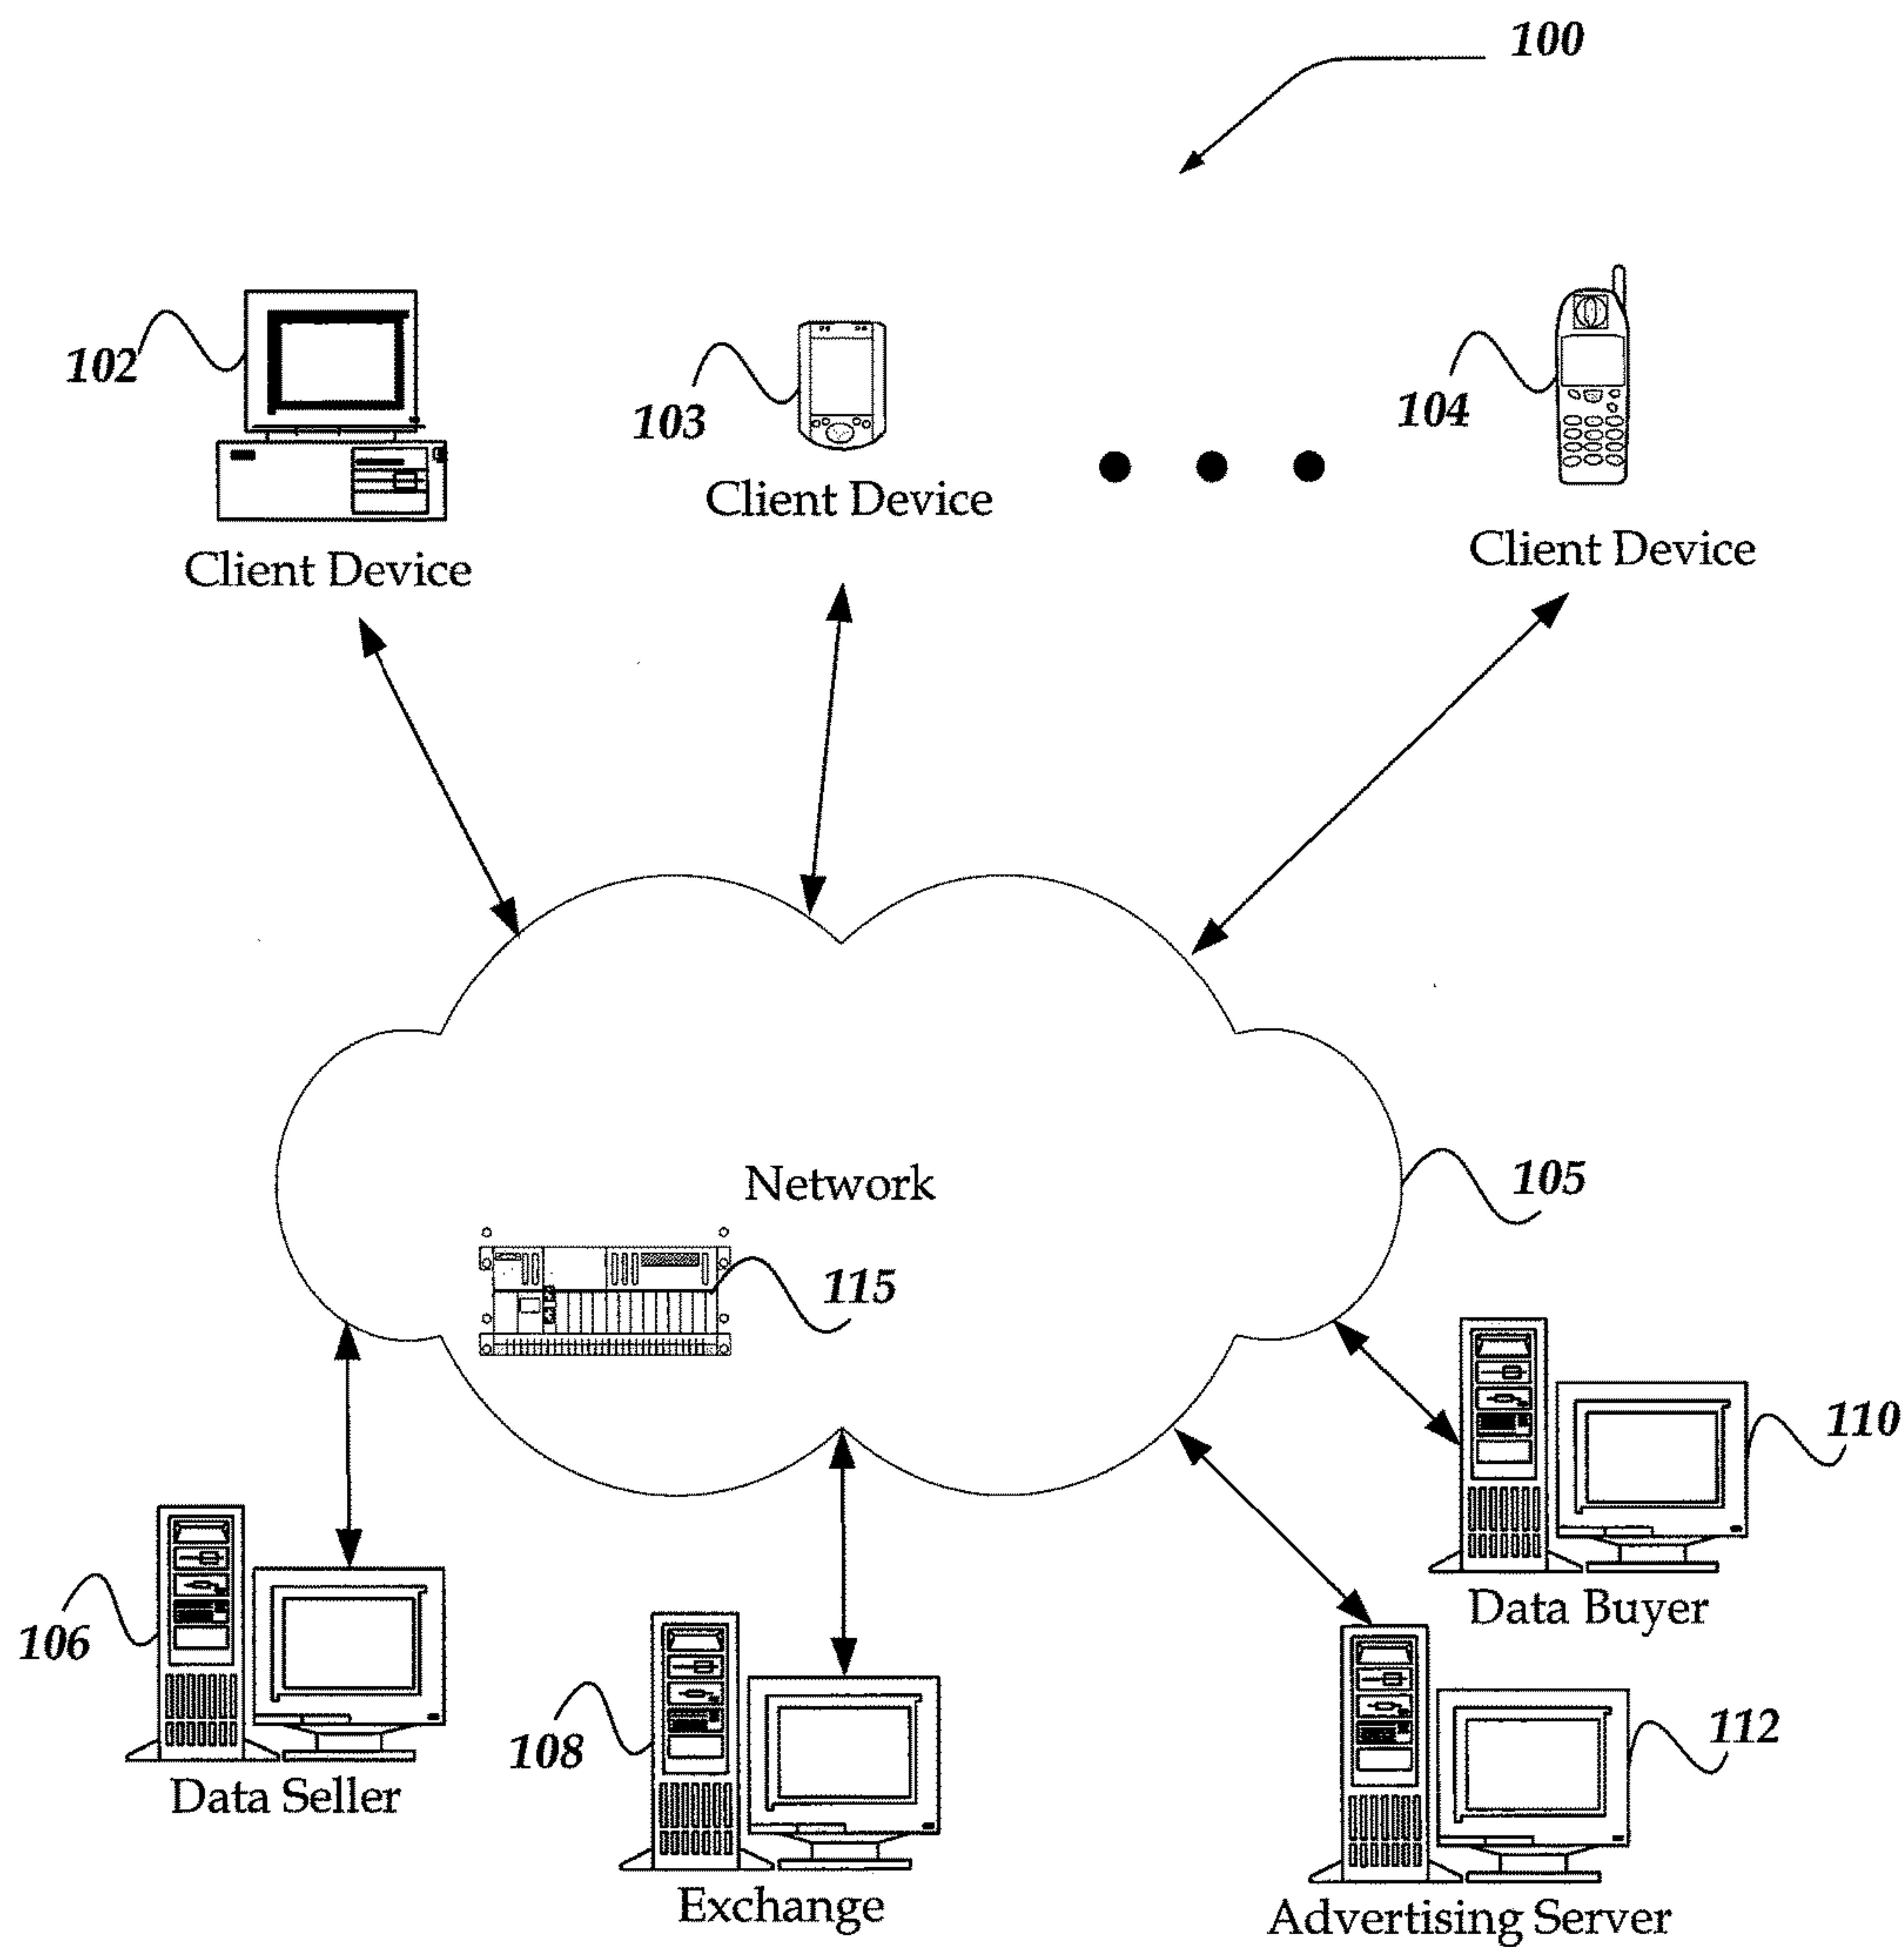 100
102
103
104
Client Device
Client Device
Client Device
Network
105
115
110
Data Buyer
106
Data Seller
108
Exchange
112
Advertising Server